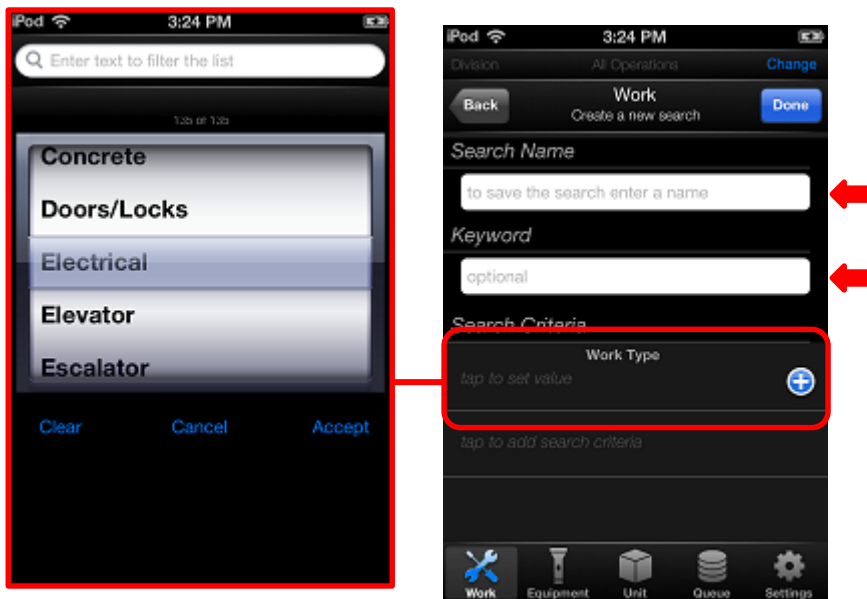 iPod 3:24 PM
Enter text to filter the list
135 of 135
Concrete
Doors/Locks
Electrical
Elevator
Escalator
Clear Cancel Accept
iPod 3:24 PM
Division All Operations Change
Back Work Done
Create a new search
Search Name
to save the search enter a name
Keyword
optional
Search Criteria
Work Type
tap to set value
tap to add search criteria
Work Equipment Unit Queue Settings